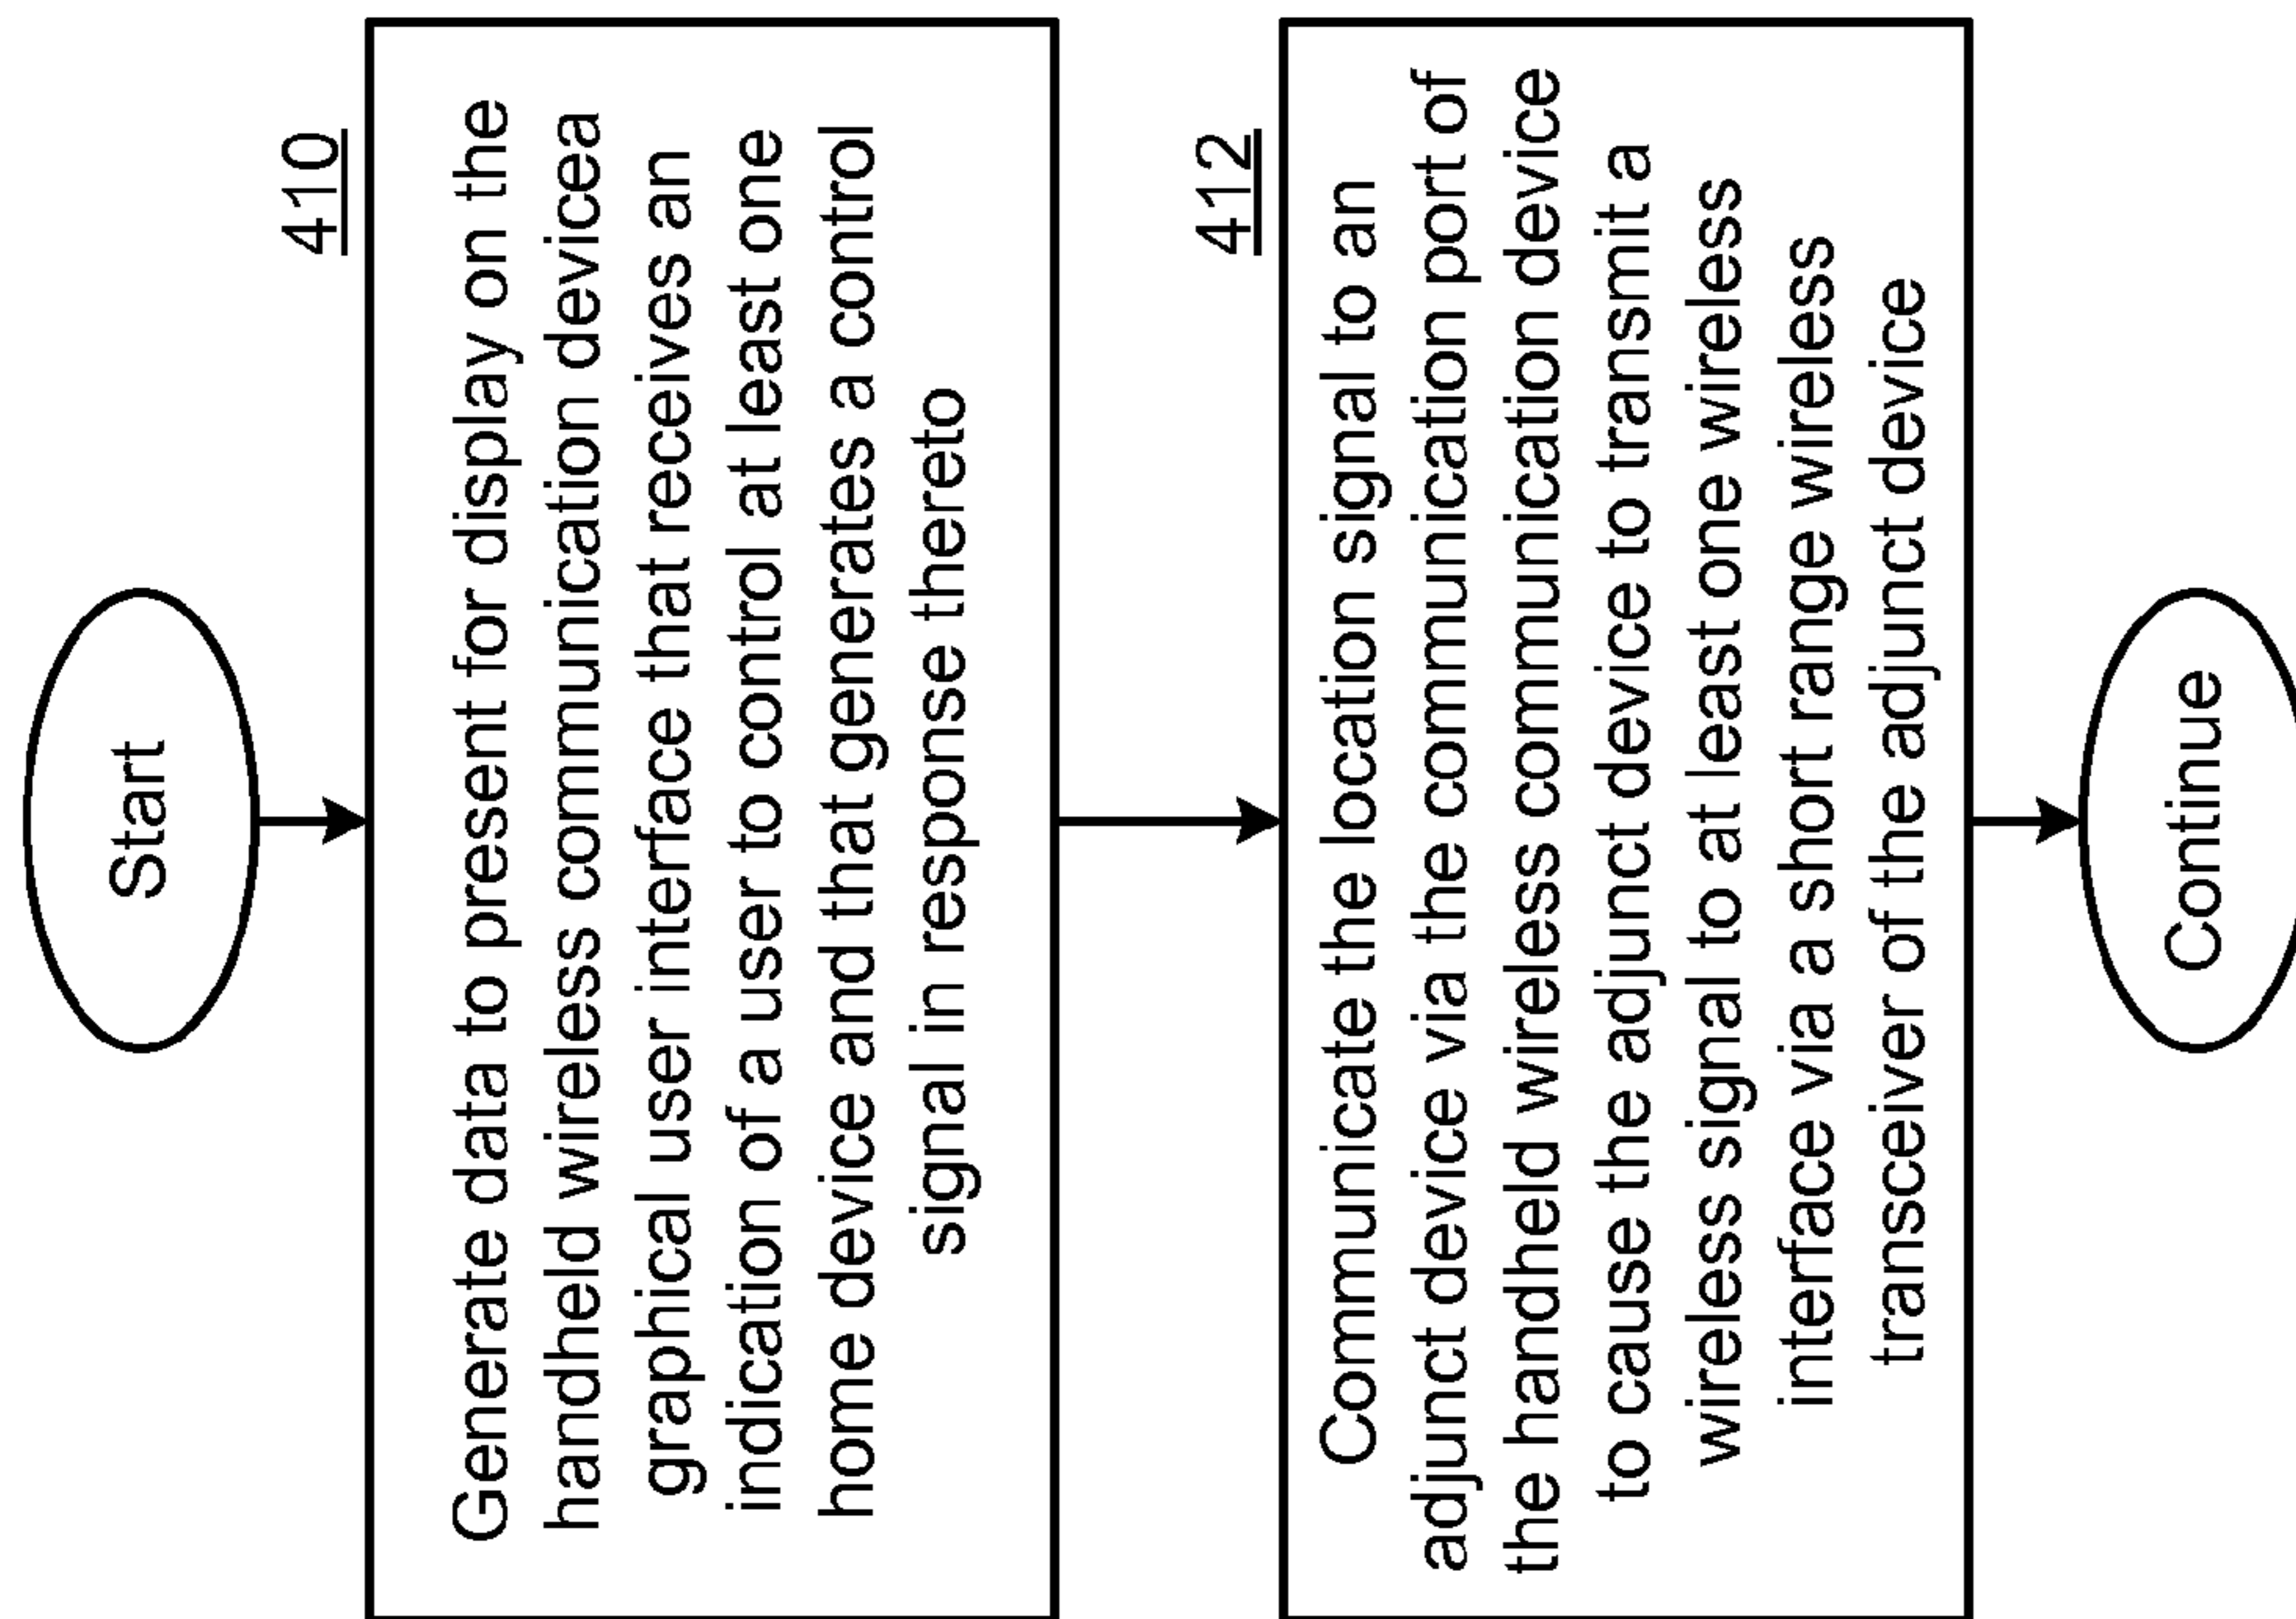 Start
410
Generate data to present for display on the
handheld wireless communication devicea
graphical user interface that receives an
indication of a user to control at least one
home device and that generates a control
signal in response thereto
412
Communicate the location signal to an
adjunct device via the communication port of
the handheld wireless communication device
to cause the adjunct device to transmit a
wireless signal to at least one wireless
interface via a short range wireless
transceiver of the adjunct device
Continue